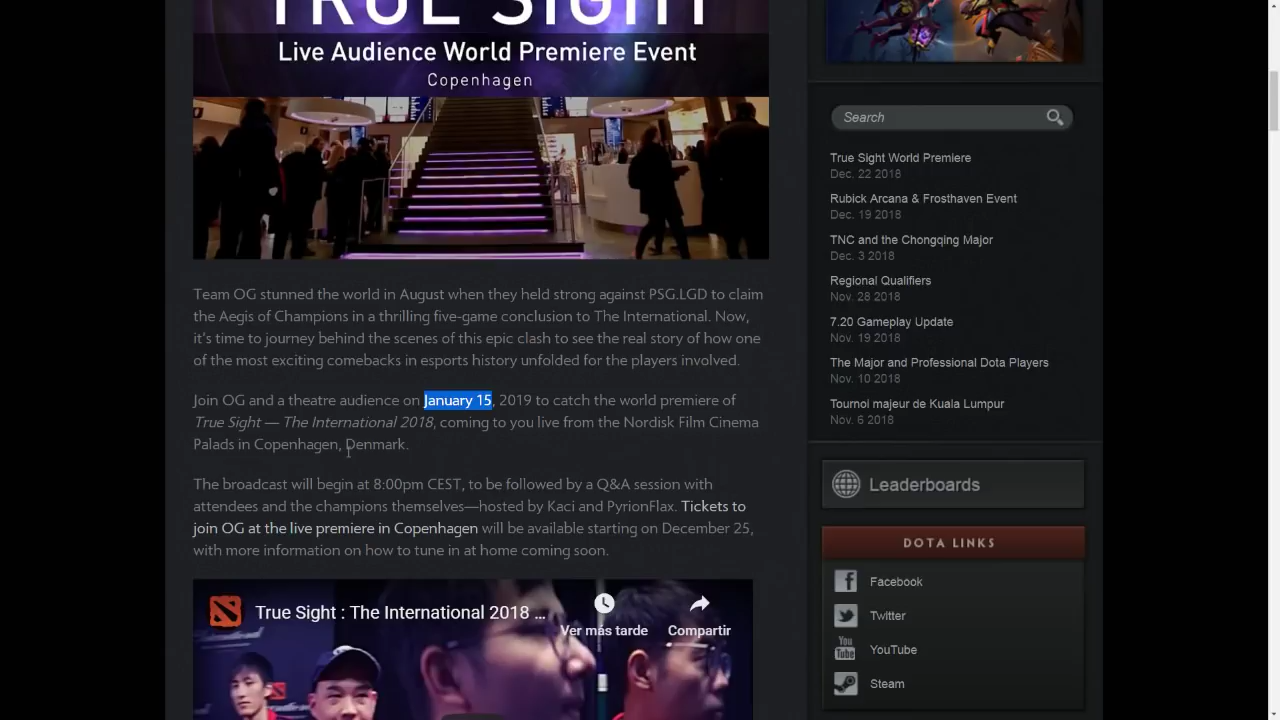 TRUE SIGHT
Live Audience World Premiere Event
Copenhagen
Team OG stunned the world in August when they held strong against PSG.LGD to claim
the Aegis of Champions in a thrilling five-game conclusion to The International. Now,
it's time to journey behind the scenes of this epic clash to see the real story of how one
of the most exciting comebacks in esports history unfolded for the players involved.
Join OG and a theatre audience on January 15, 2019 to catch the world premiere of
True Sight — The International 2018, coming to you live from the Nordisk Film Cinema
Palads in Copenhagen, Denmark.
The broadcast will begin at 8:00pm CEST, to be followed by a Q&A session with
attendees and the champions themselves—hosted by Kaci and PyrionFlax. Tickets to
join OG at the live premiere in Copenhagen will be available starting on December 25,
with more information on how to tune in at home coming soon.
True Sight : The International 2018 ...
Ver más tarde
Compartir
Search
True Sight World Premiere
Dec. 22 2018
Rubick Arcana & Frosthaven Event
Dec. 19 2018
TNC and the Chongqing Major
Dec. 3 2018
Regional Qualifiers
Nov. 28 2018
7.20 Gameplay Update
Nov. 19 2018
The Major and Professional Dota Players
Nov. 10 2018
Tournoi majeur de Kuala Lumpur
Nov. 6 2018
Leaderboards
DOTA LINKS
Facebook
Twitter
You Tube
YouTube
Steam